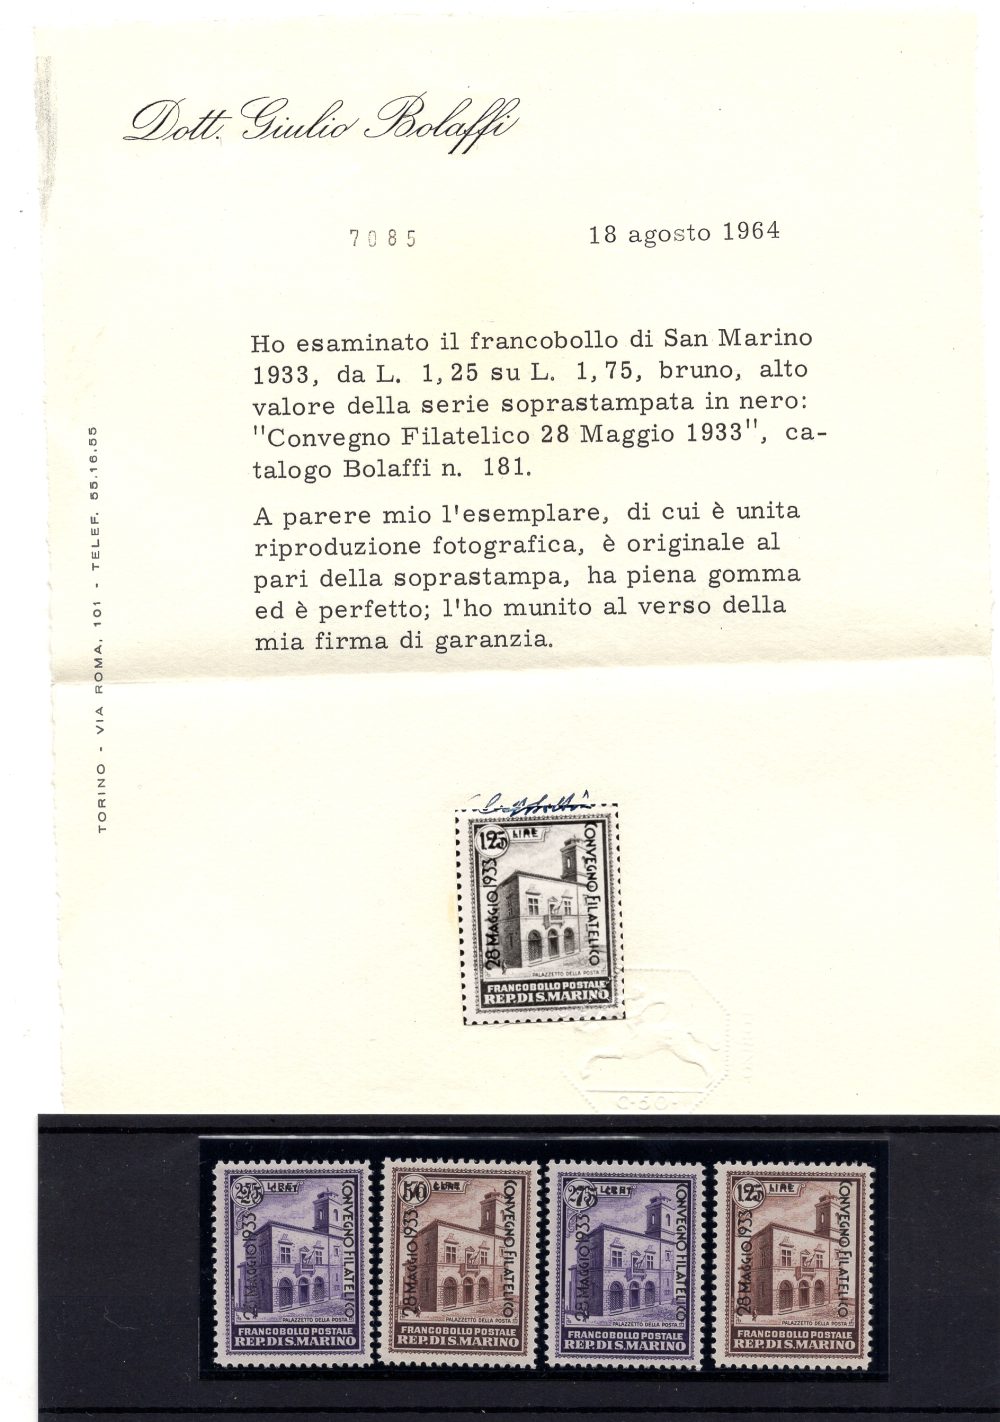 Dott. Giulio Bolaffi
7085
18 agosto 1964
Ho esaminato il francobollo di San Marino
1933, da L. 1,25 su L. 1,75, bruno, alto
valore della serie soprastampata in nero:
"Convegno Filatelico 28 Maggio 1933", ca-
talogo Bolaffi n. 181.
A parere mio l'esemplare, di cui è unita
riproduzione fotografica, è originale al
pari della soprastampa, ha piena gomma
ed è perfetto; l'ho munito al verso della
mia firma di garanzia.
TORINO - VIA ROMA, 101 - TELEF. 55.16.55
LIRE
28 MAGGIO 1933
CONVEGNO FILATELICO
PALAZZETTO DELLA POSTA
FRANCOBOLLO POSTALE
REP. DI S. MARINO
28 MAGGIO 1933
CONVEGNO FILATELICO
PALAZZETTO DELLA POSTA
FRANCOBOLLO POSTALE
REP. DI S. MARINO
28 MAGGIO 1933
CONVEGNO FILATELICO
PALAZZETTO DELLA POSTA
FRANCOBOLLO POSTALE
REP. DI S. MARINO
28 MAGGIO 1933
CONVEGNO FILATELICO
PALAZZETTO DELLA POSTA
FRANCOBOLLO POSTALE
REP. DI S. MARINO
LIRE
28 MAGGIO 1933
CONVEGNO FILATELICO
PALAZZETTO DELLA POSTA
FRANCOBOLLO POSTALE
REP. DI S. MARINO